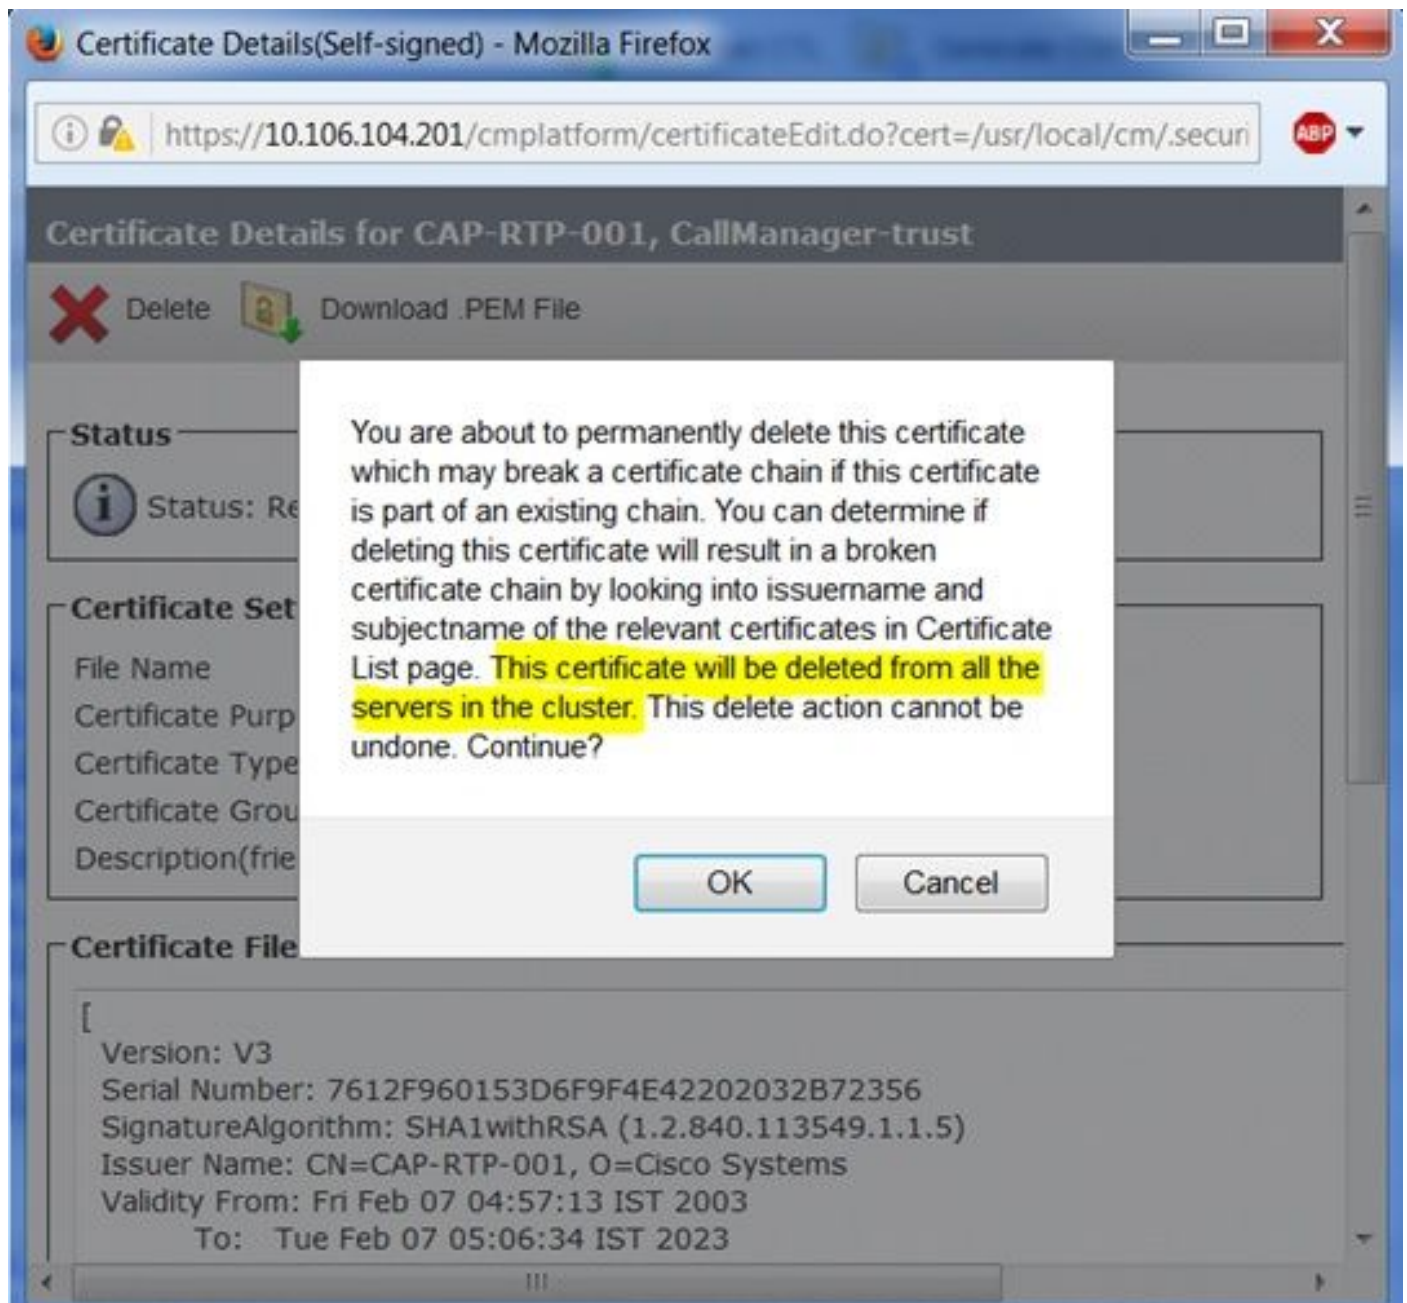 Certificate Details(Self-signed) - Mozilla Firefox
https://10.106.104.201/cmplatform/certificateEdit.do?cert=/usr/local/cm/.securi
ABP
Certificate Details for CAP-RTP-001, CallManager-trust
Delete Download .PEM File
You are about to permanently delete this certificate
which may break a certificate chain if this certificate
is part of an existing chain. You can determine if
deleting this certificate will result in a broken
certificate chain by looking into issuername and
subjectname of the relevant certificates in Certificate
List page. This certificate will be deleted from all the
servers in the cluster. This delete action cannot be
undone. Continue?
OK Cancel
Status
Status: Re
Certificate Set
File Name
Certificate Purp
Certificate Type
Certificate Grou
Description(frie
Certificate File
[
Version: V3
Serial Number: 7612F960153D6F9F4E42202032B72356
SignatureAlgorithm: SHA1withRSA (1.2.840.113549.1.1.5)
Issuer Name: CN=CAP-RTP-001, O=Cisco Systems
Validity From: Fri Feb 07 04:57:13 IST 2003
To: Tue Feb 07 05:06:34 IST 2023